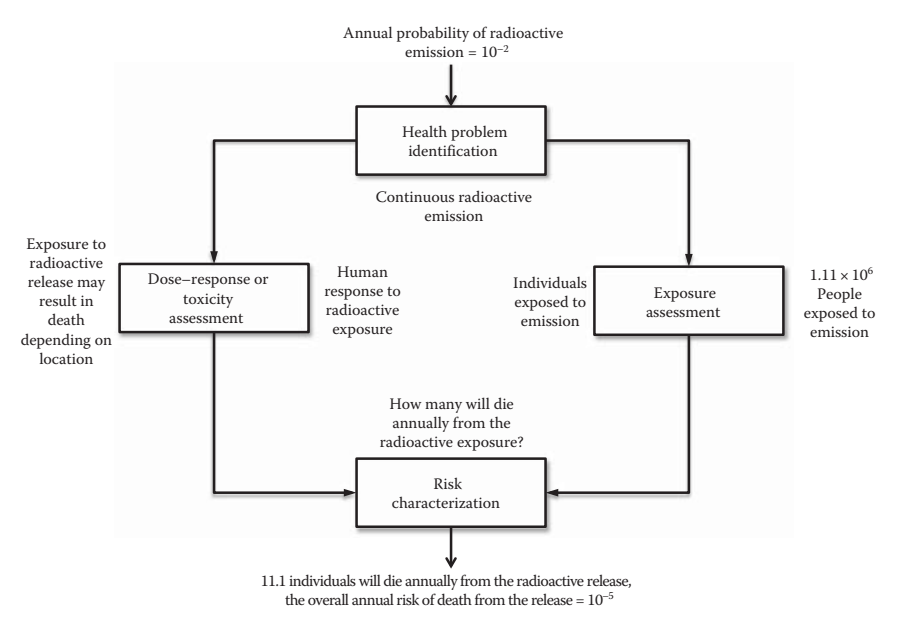 Annual probability of radioactive
emission = 10⁻²
Health problem
identification
Continuous radioactive
emission
Exposure to
radioactive
release may
result in
death
depending on
location
Dose–response or
toxicity
assessment
Human
response to
radioactive
exposure
Individuals
exposed to
emission
Exposure
assessment
1.11 × 10⁶
People
exposed to
emission
How many will die
annually from the
radioactive exposure?
Risk
characterization
11.1 individuals will die annually from the radioactive release,
the overall annual risk of death from the release = 10⁻⁵